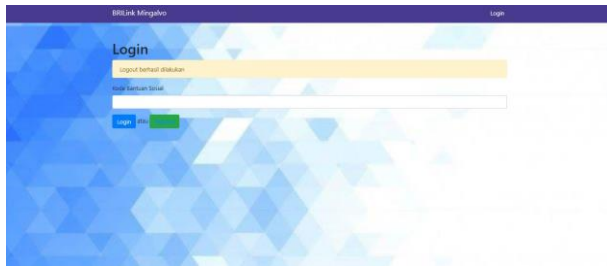 BRILink Mingalvo
Login
Login
Logout berhasil dilakukan
Kode Bantuan Sosial
Login atau